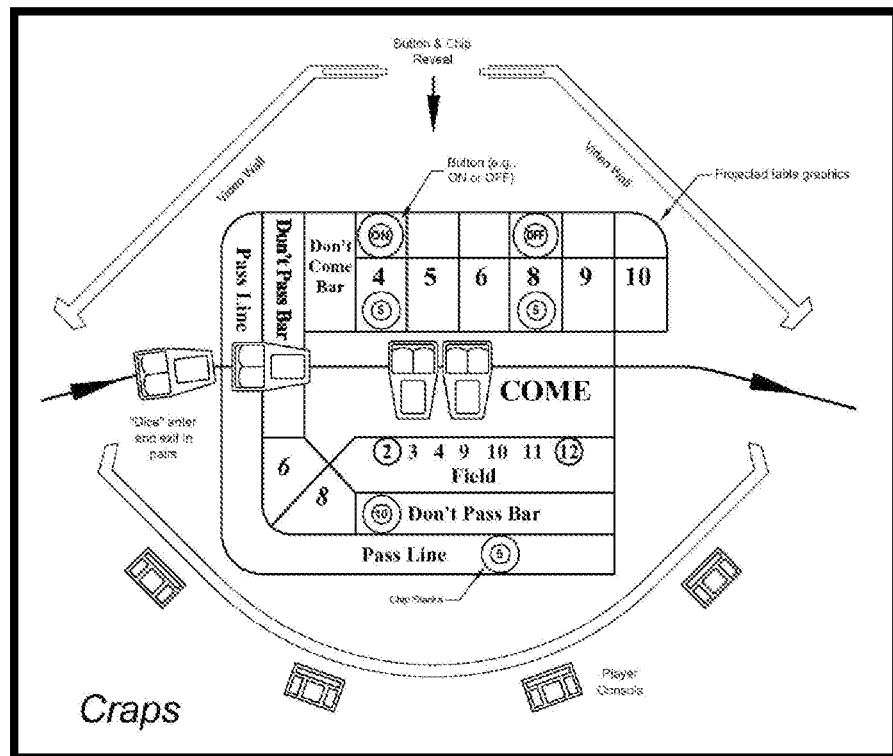 Button & Chip
Reveal
Video Wall
Video Wall
Button (e.g.,
ON or OFF)
Projected table graphics
Pass Line
Don't Pass Bar
Don't
Come
Bar
ON
OFF
4 5 6 8 9 10
5
5
"Dice" enter
and exit in
pairs
COME
2 3 4 9 10 11 12
Field
6
8
10
Don't Pass Bar
Pass Line
5
Chip Stacks
Player
Console
Craps